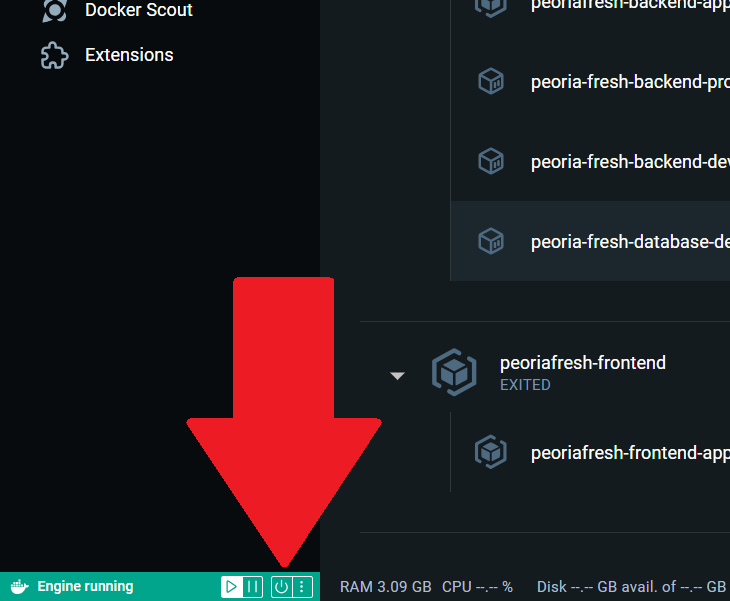 Docker Scout
Extensions
peoriafresh-backend-app
peoria-fresh-backend-pro
peoria-fresh-backend-dev
peoria-fresh-database-de
peoriafresh-frontend
EXITED
peoriafresh-frontend-app
Engine running
RAM 3.09 GB CPU --.-- % Disk --.-- GB avail. of --.-- GB